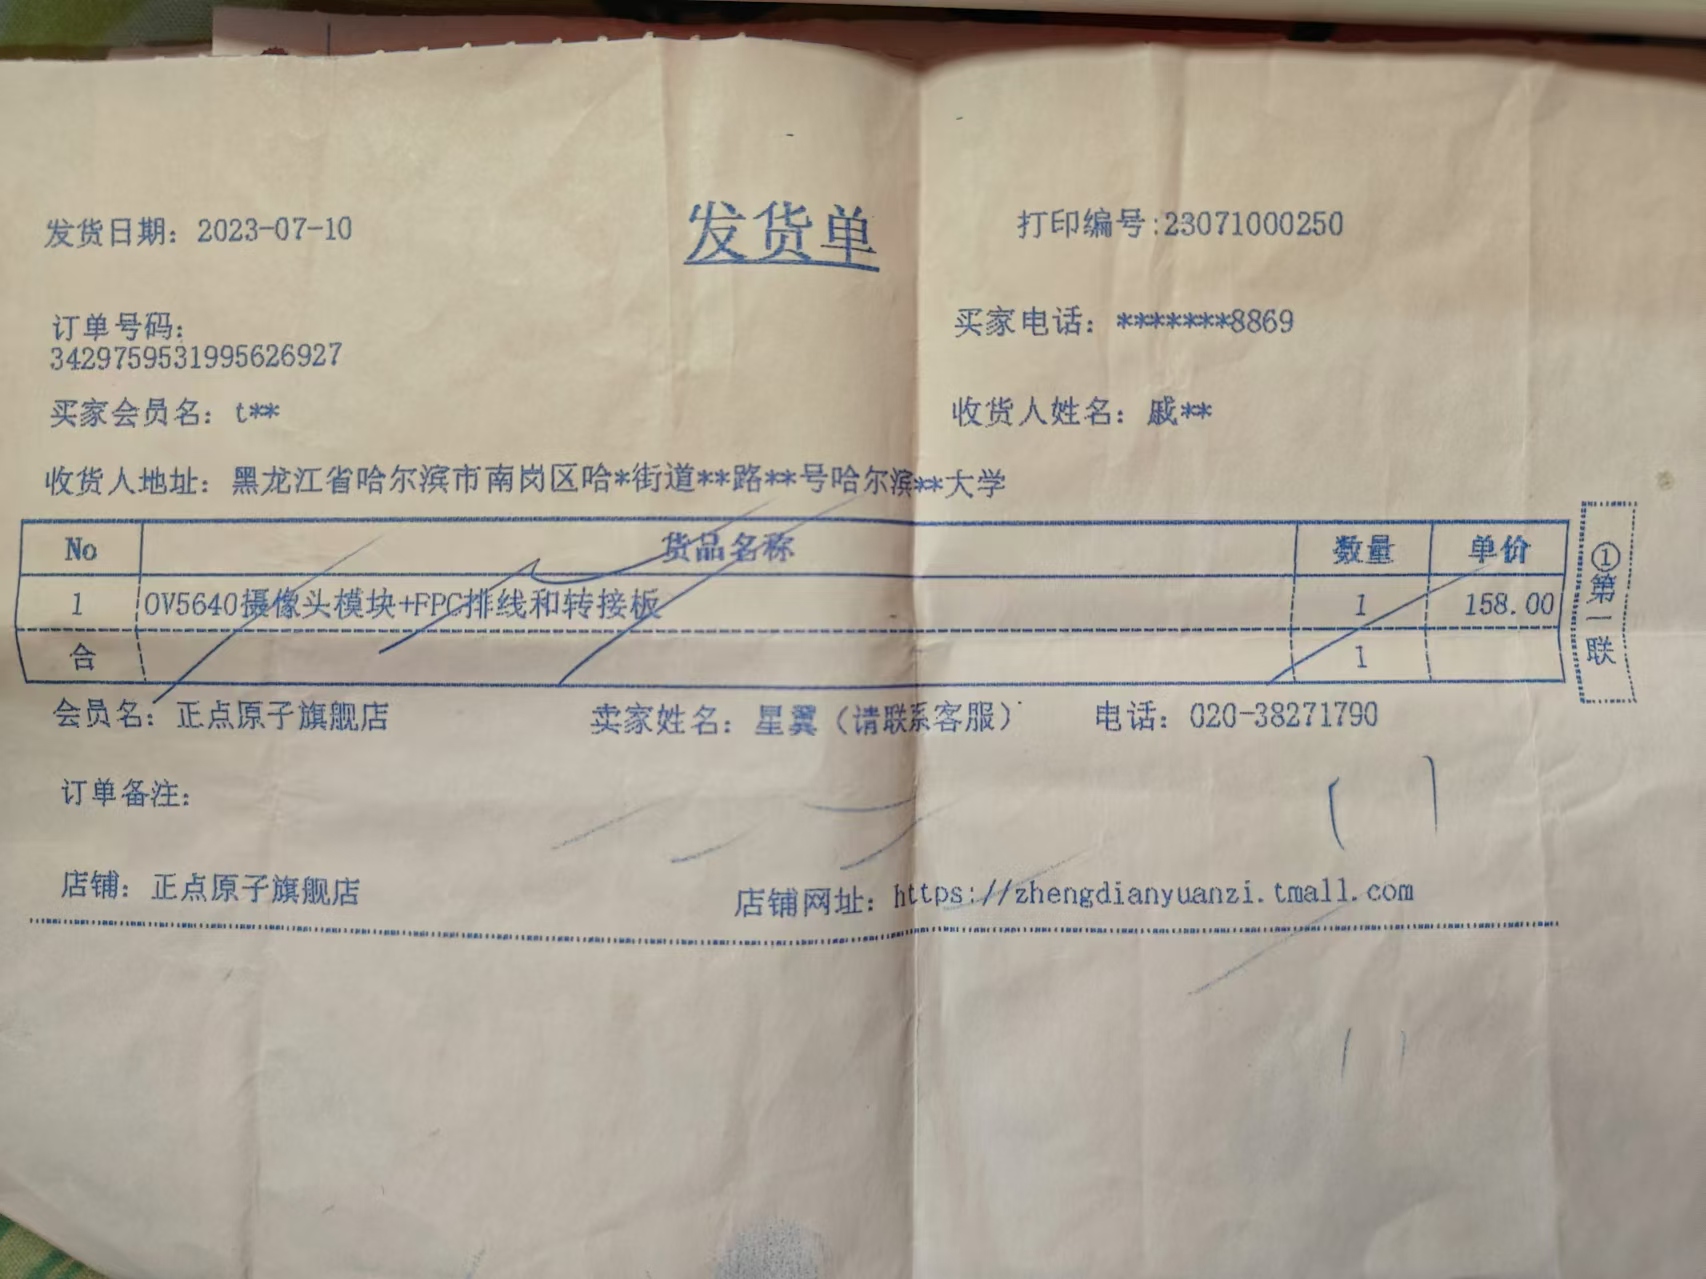 发货日期：2023-07-10
发货单
打印编号:23071000250
订单号码：
3429759531995626927
买家电话：*******8869
买家会员名：t**
收货人姓名：戚**
收货人地址：黑龙江省哈尔滨市南岗区哈*街道**路**号哈尔滨**大学
No 货品名称 数量 单价
1 OV5640摄像头模块+FPC排线和转接板 1 158.00
合 1
①第一联
会员名：正点原子旗舰店 卖家姓名：星翼（请联系客服） 电话：020-38271790
订单备注：
店铺：正点原子旗舰店 店铺网址：https://zhengdianyuanzi.tmall.com